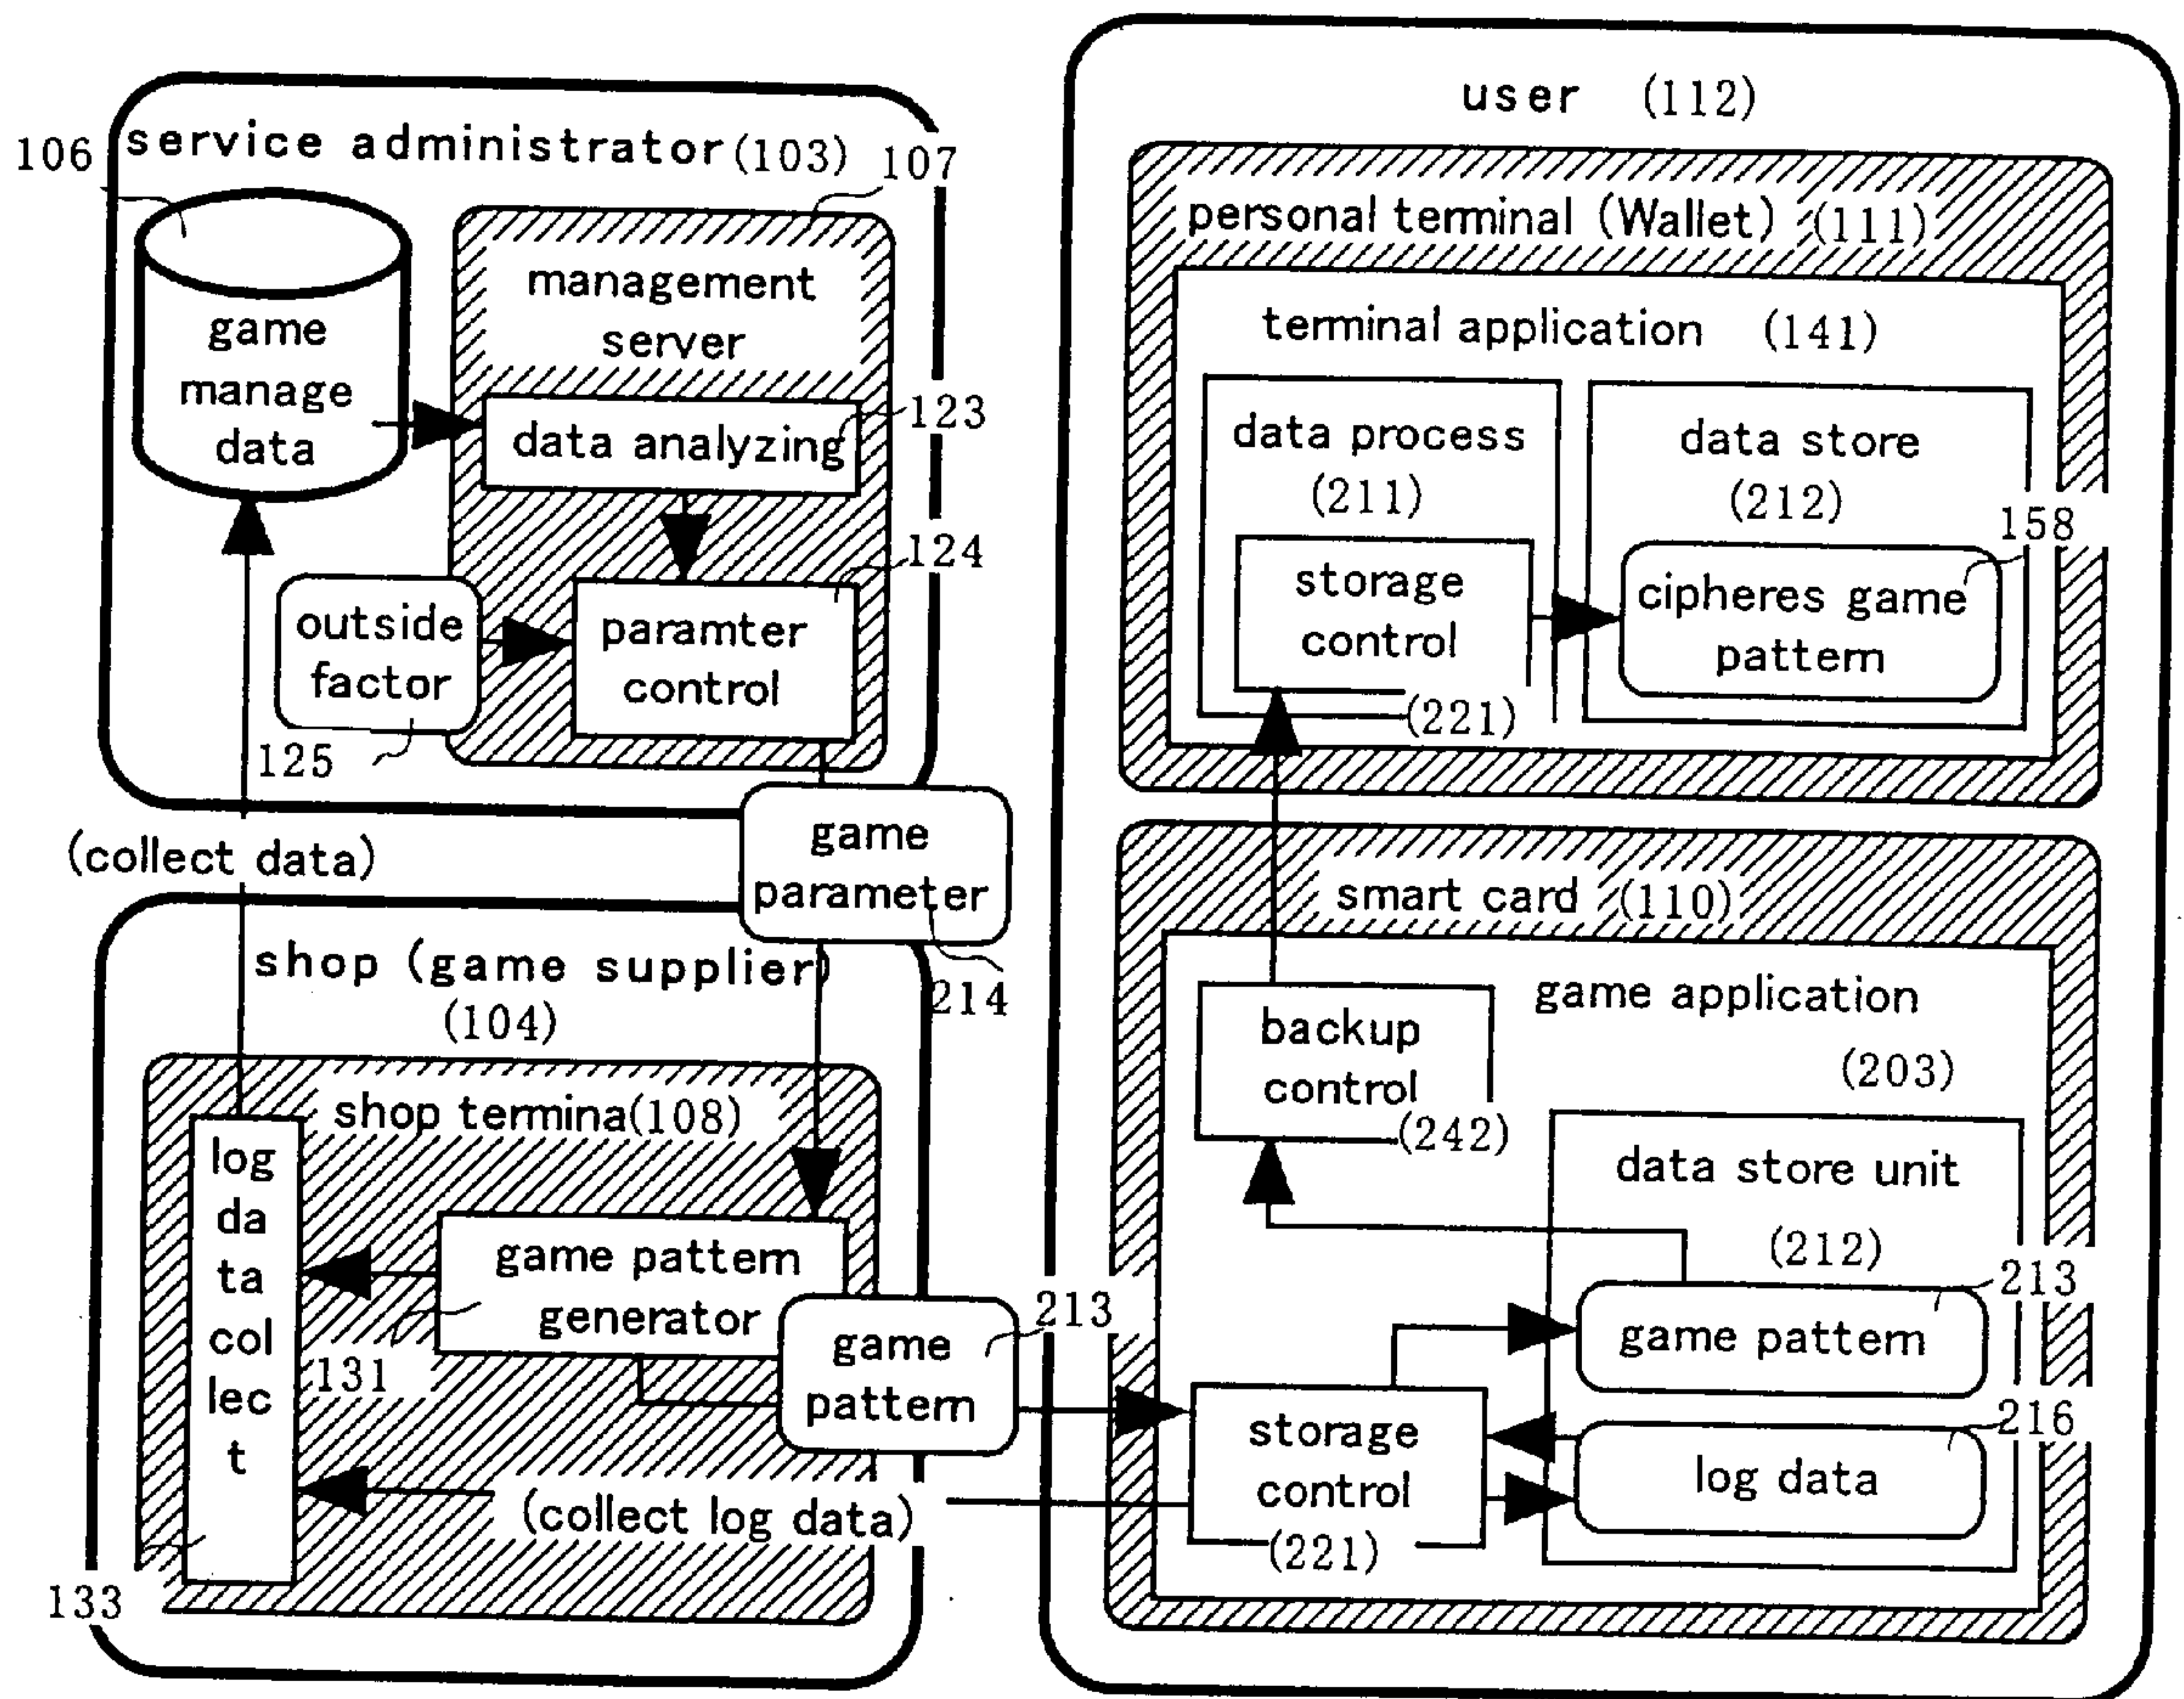 106
service administrator (103)
107
game
manage
data
management
server
data analyzing
123
124
outside
factor
paramter
control
125
(collect data)
game
parameter
214
shop (game supplier)
(104)
shop termina(108)
log
da
ta
col
lec
t
game pattern
generator
131
213
game
pattern
(collect log data)
133
user (112)
personal terminal (Wallet) (111)
terminal application (141)
data process
(211)
data store
(212)
158
storage
control
(221)
cipheres game
pattern
smart card (110)
game application
(203)
backup
control
(242)
data store unit
(212)
213
game pattern
216
storage
control
(221)
log data